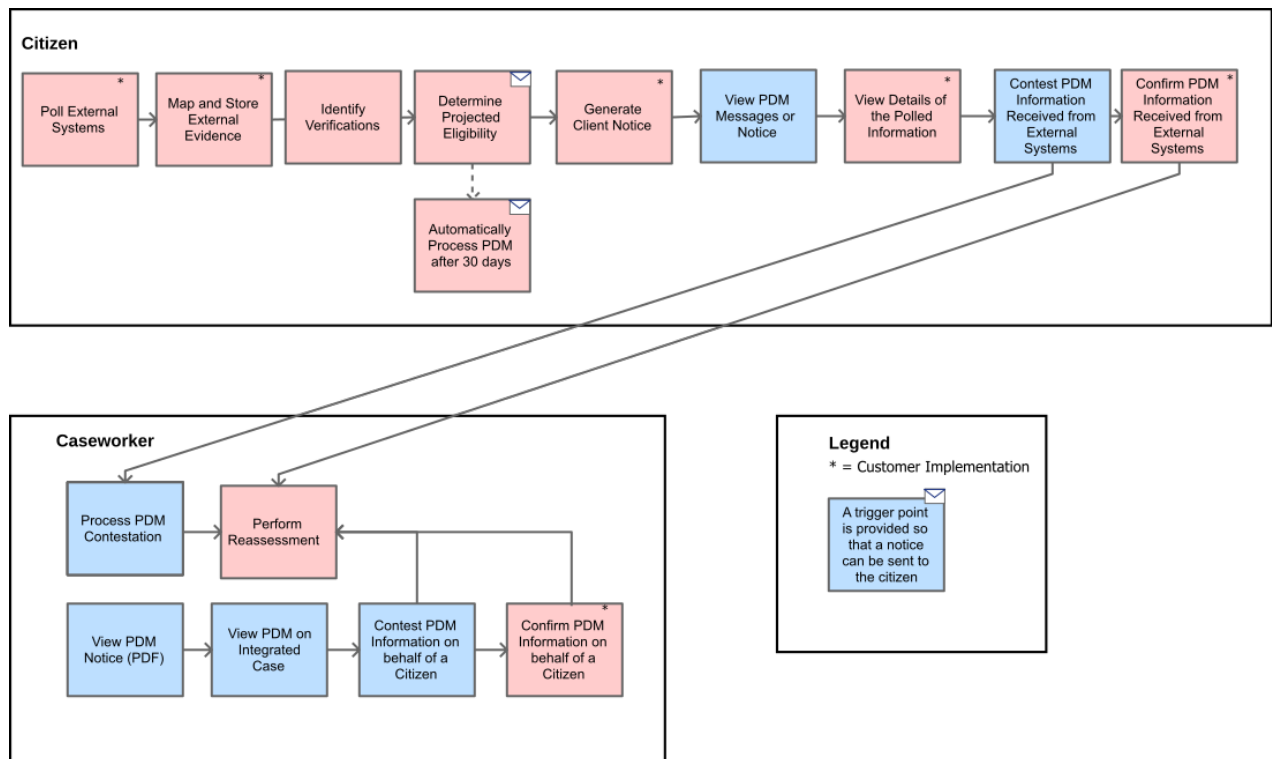 Citizen
*
Poll External
Systems
*
Map and Store
External
Evidence
Identify
Verifications
Determine
Projected
Eligibility
*
Generate
Client Notice
View PDM
Messages or
Notice
*
View Details of
the Polled
Information
Contest PDM
Information
Received from
External
Systems
*
Confirm PDM
Information
Received from
External
Systems
Automatically
Process PDM
after 30 days
Caseworker
Process PDM
Contestation
Perform
Reassessment
View PDM
Notice (PDF)
View PDM on
Integrated
Case
Contest PDM
Information on
behalf of a
Citizen
*
Confirm PDM
Information on
behalf of a
Citizen
Legend
* = Customer Implementation
A trigger point
is provided so
that a notice
can be sent to
the citizen